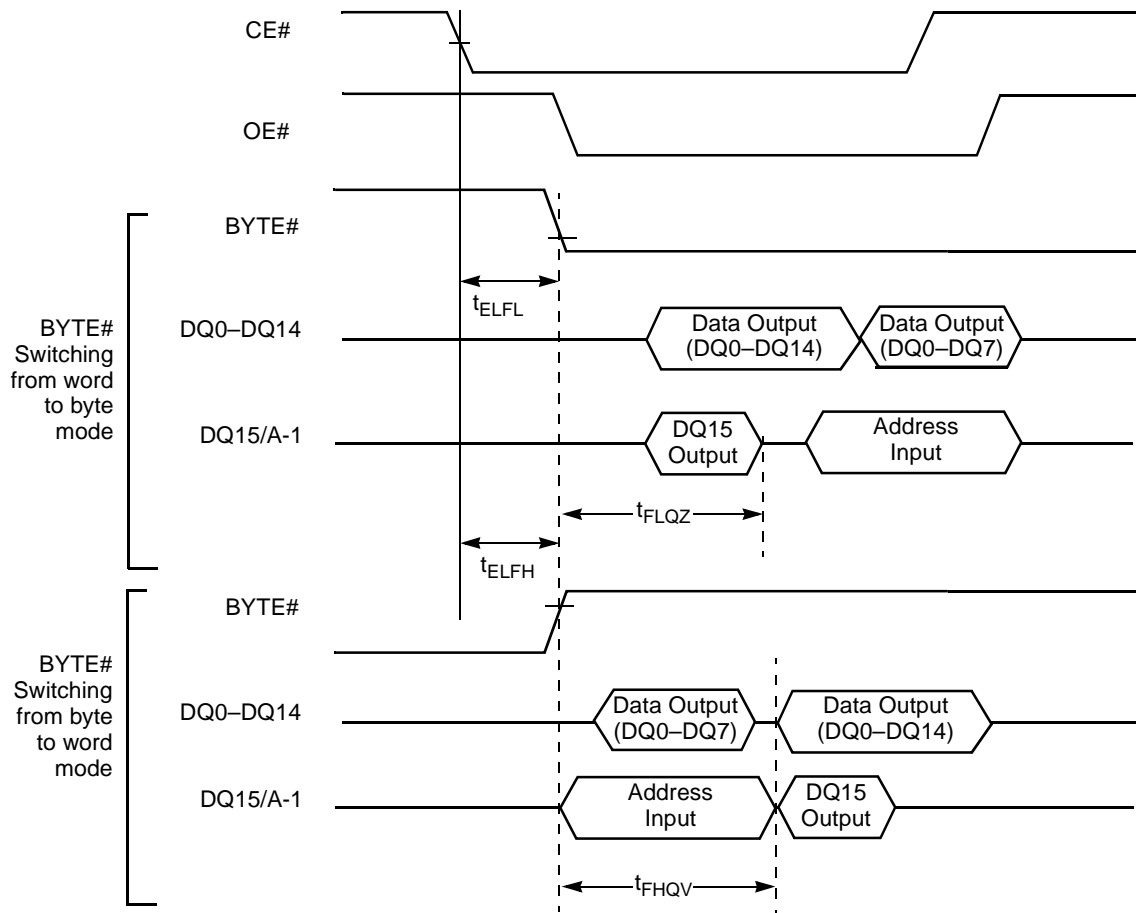 CE#
OE#
BYTE#
tELFL
BYTE#
Switching
from word
to byte
mode
DQ0–DQ14
Data Output
(DQ0–DQ14)
Data Output
(DQ0–DQ7)
DQ15/A-1
DQ15
Output
Address
Input
tFLQZ
tELFH
BYTE#
BYTE#
Switching
from byte
to word
mode
DQ0–DQ14
Data Output
(DQ0–DQ7)
Data Output
(DQ0–DQ14)
DQ15/A-1
Address
Input
DQ15
Output
tFHQV